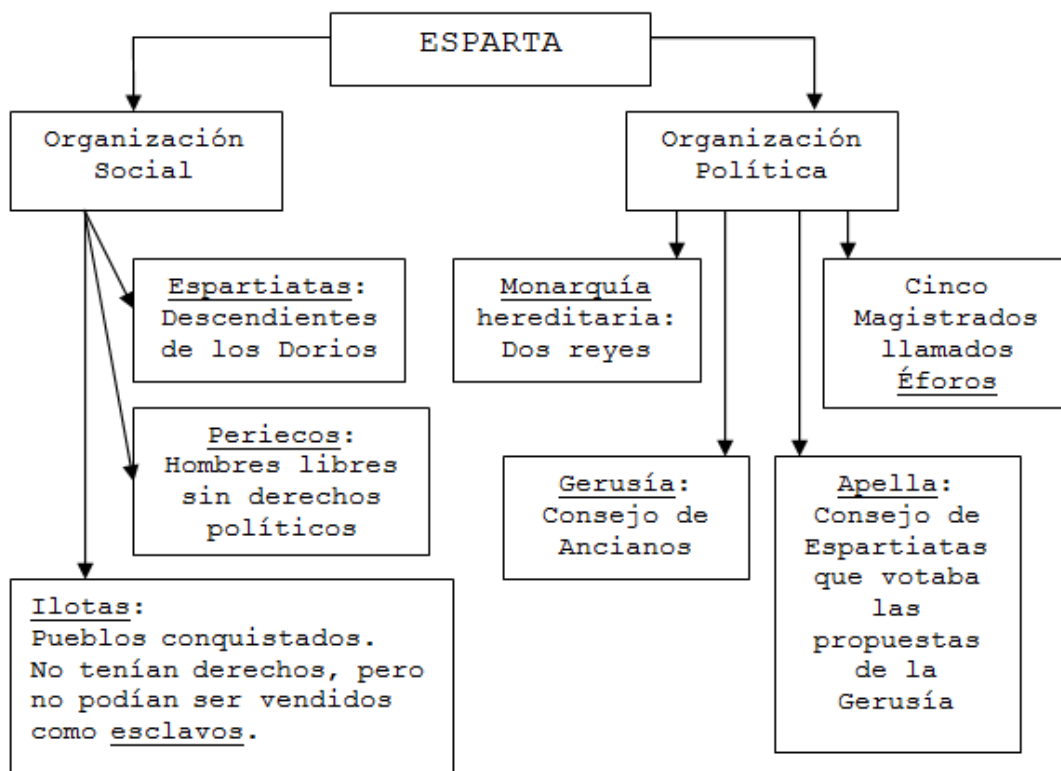 ESPARTA
Organización
Social
Organización
Política
Espartiatas:
Descendientes
de los Dorios
Monarquía
hereditaria:
Dos reyes
Cinco
Magistrados
llamados
Éforos
Periecos:
Hombres libres
sin derechos
políticos
Gerusía:
Consejo de
Ancianos
Apella:
Consejo de
Espartiatas
que votaba
las
propuestas
de la
Gerusía
Ilotas:
Pueblos conquistados.
No tenían derechos, pero
no podían ser vendidos
como esclavos.